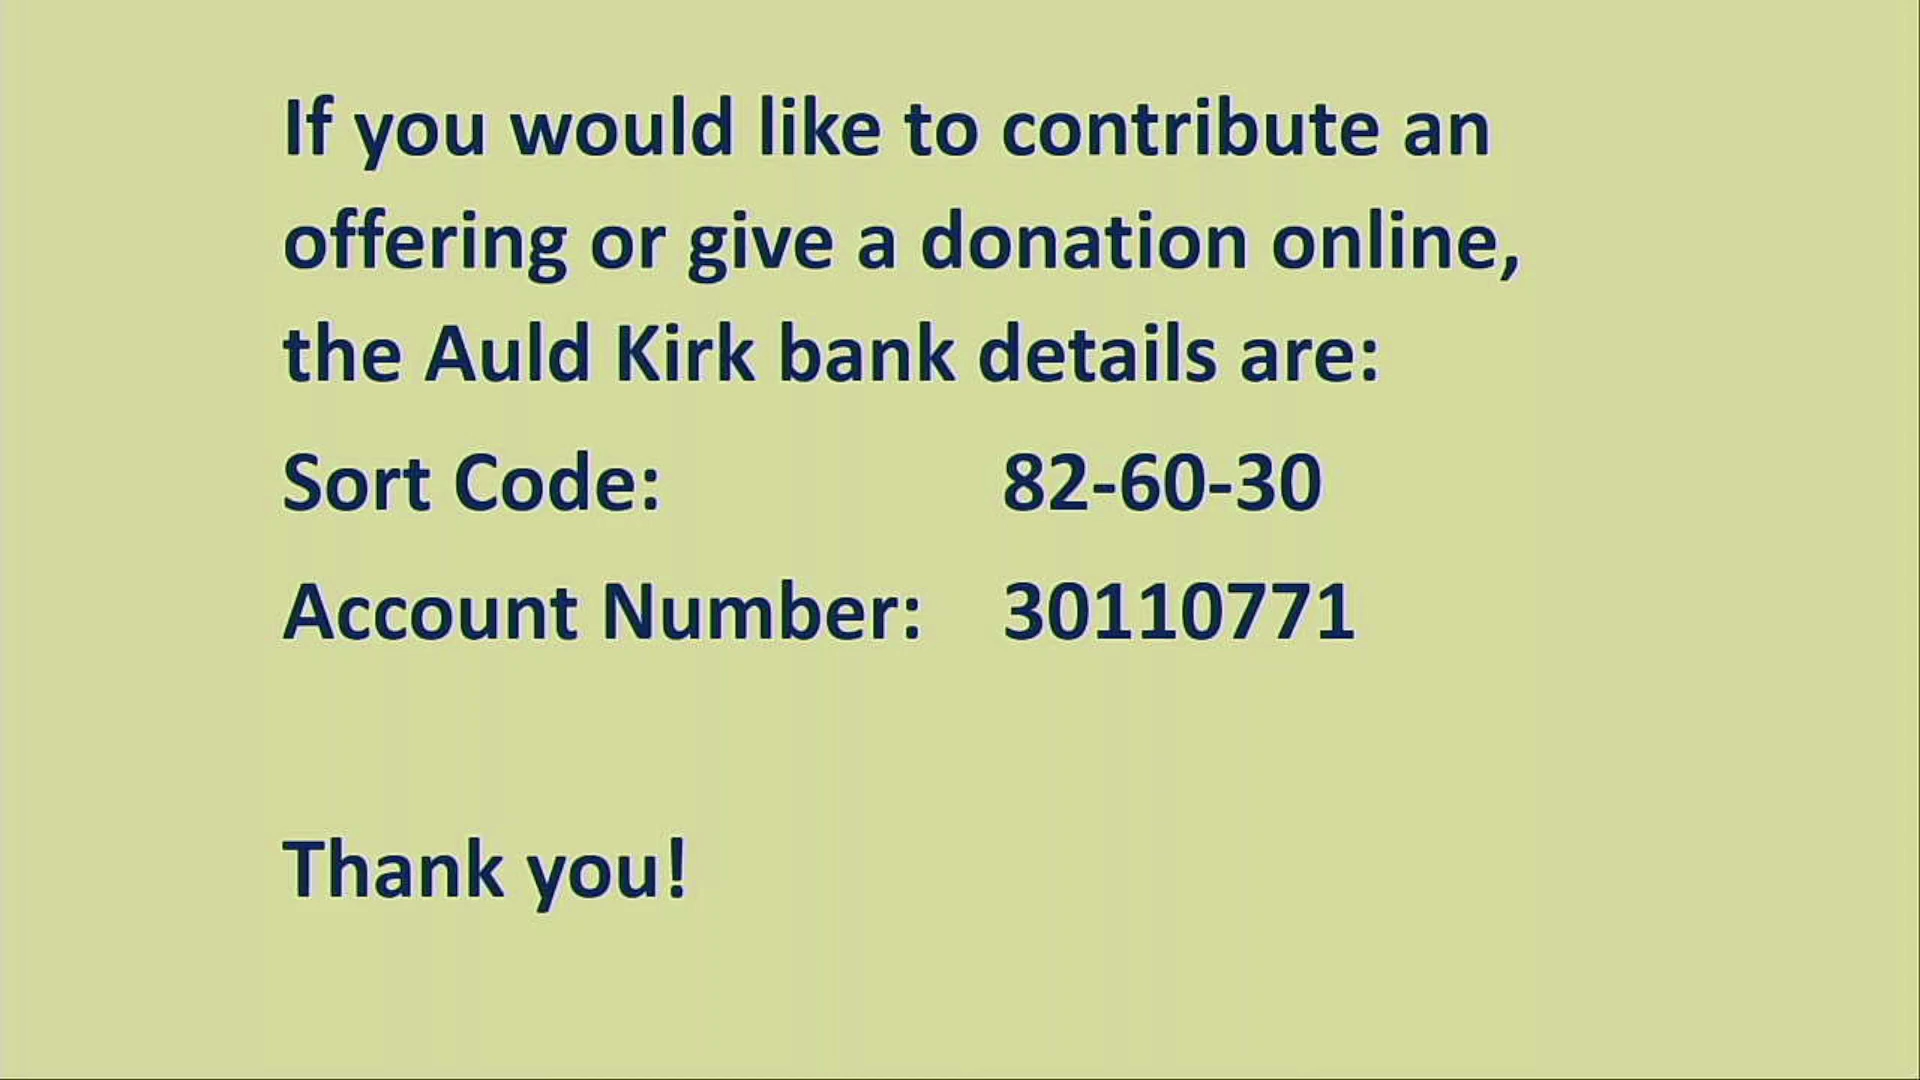 If you would like to contribute an
offering or give a donation online,
the Auld Kirk bank details are:
Sort Code: 82-60-30
Account Number: 30110771
Thank you!